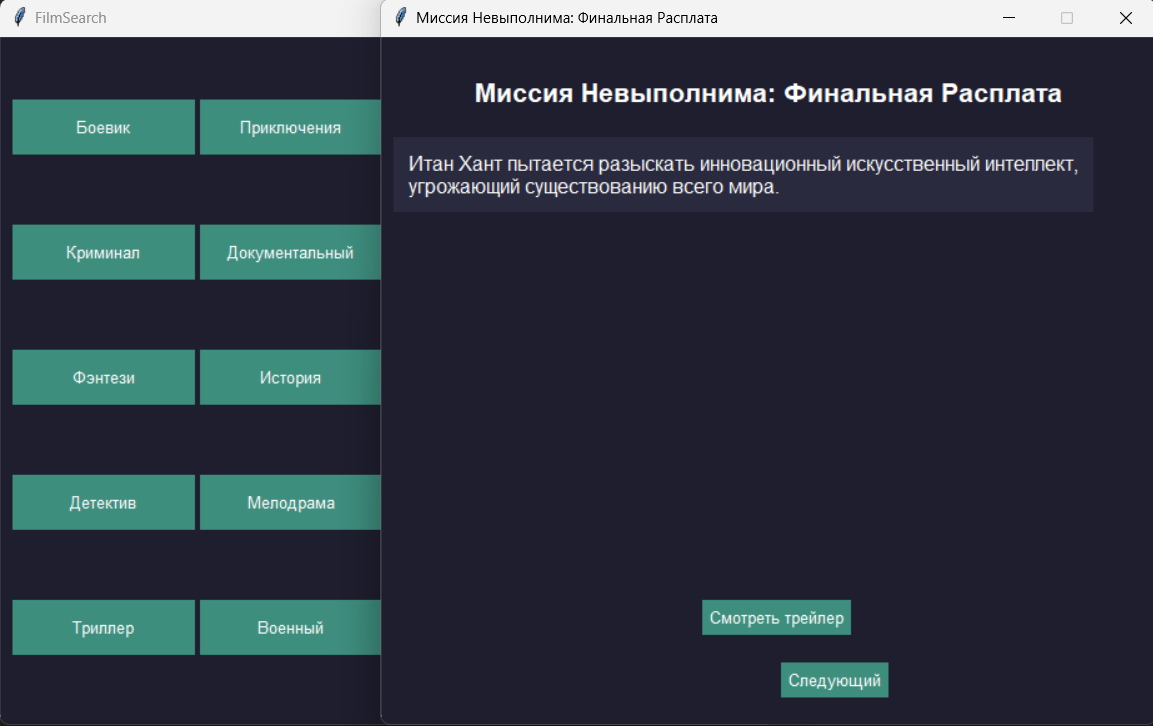 FilmSearch
Миссия Невыполнима: Финальная Расплата
Боевик
Приключения
Криминал
Документальный
Фэнтези
История
Детектив
Мелодрама
Триллер
Военный
Миссия Невыполнима: Финальная Расплата
Итан Хант пытается разыскать инновационный искусственный интеллект,
угрожающий существованию всего мира.
Смотреть трейлер
Следующий